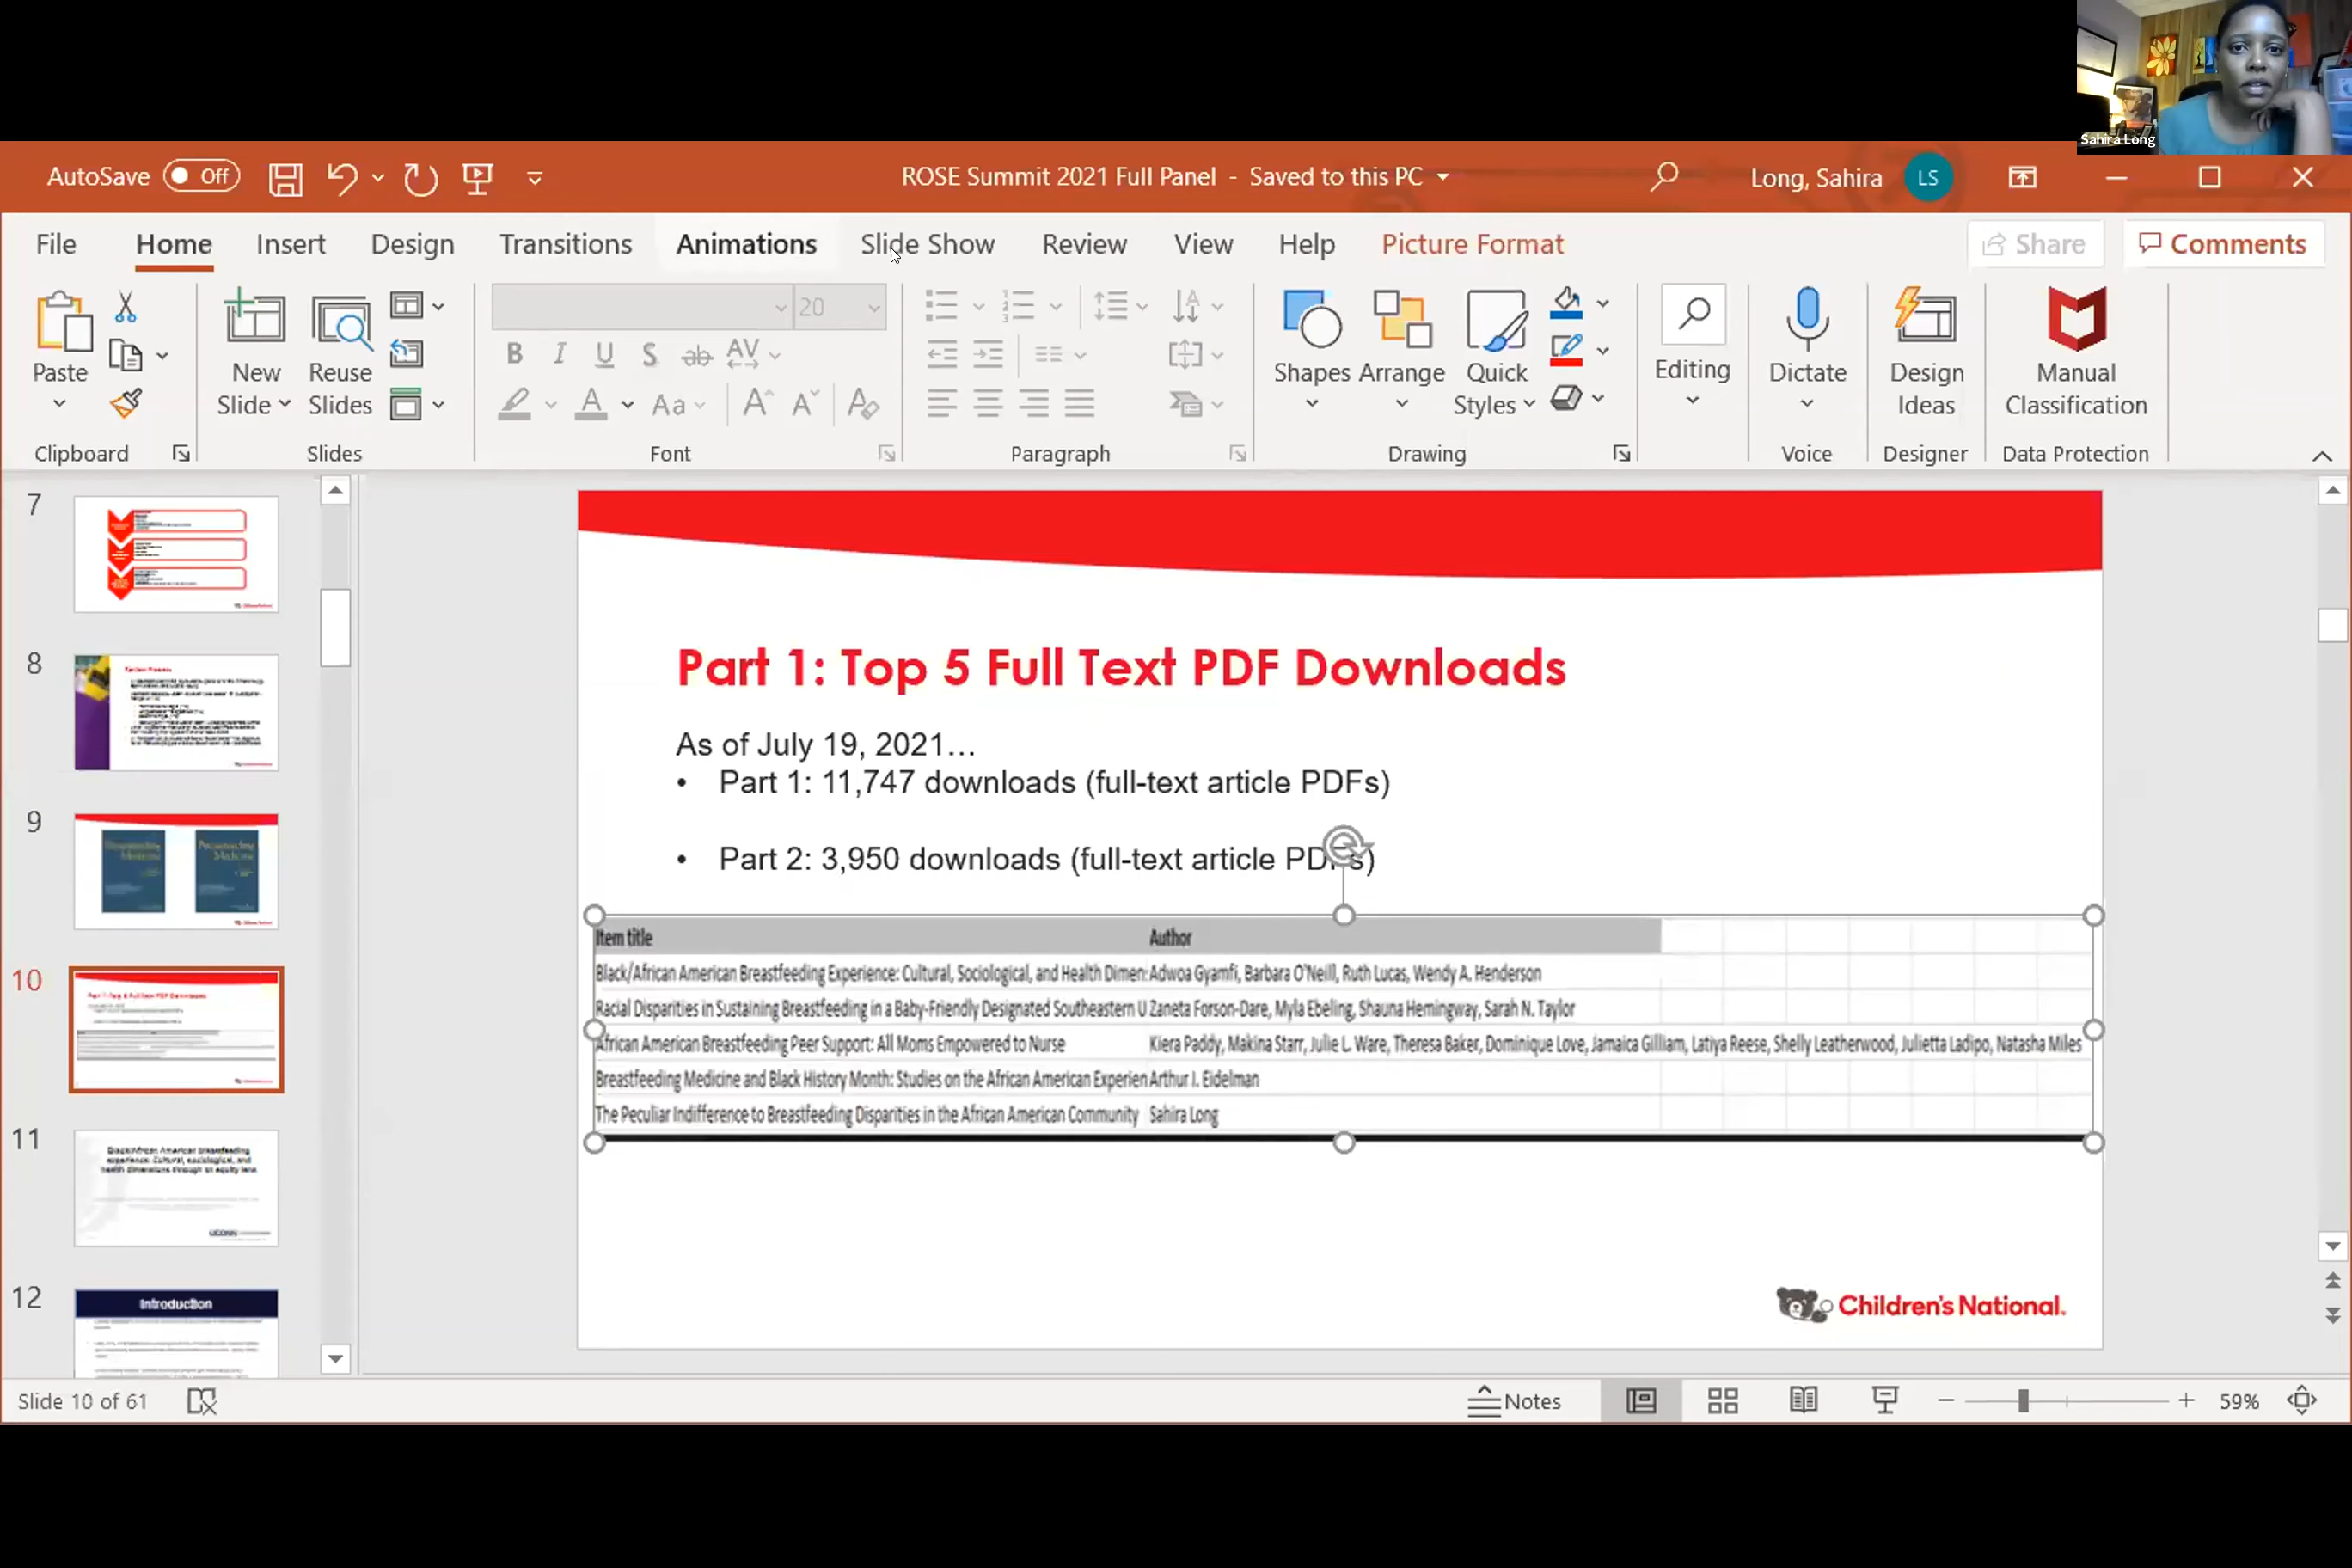 Sahira Long
AutoSave Off ROSE Summit 2021 Full Panel - Saved to this PC Long, Sahira LS
File Home Insert Design Transitions Animations Slide Show Review View Help Picture Format Share Comments
20
Paste New Slide Reuse Slides Shapes Arrange Quick Styles Editing Dictate Design Ideas Manual Classification
Clipboard Slides Font Paragraph Drawing Voice Designer Data Protection
7
8
9
10
11
12
Introduction
Part 1: Top 5 Full Text PDF Downloads
As of July 19, 2021…
• Part 1: 11,747 downloads (full-text article PDFs)
• Part 2: 3,950 downloads (full-text article PDFs)
Item title Author
Black/African American Breastfeeding Experience: Cultural, Sociological, and Health Dimen Adwoa Gyamfi, Barbara O'Neill, Ruth Lucas, Wendy A. Henderson
Racial Disparities in Sustaining Breastfeeding in a Baby-Friendly Designated Southeastern U Zaneta Forson-Dare, Myla Ebeling, Shauna Hemingway, Sarah N. Taylor
African American Breastfeeding Peer Support: All Moms Empowered to Nurse Kiera Paddy, Makina Starr, Julie L. Ware, Theresa Baker, Dominique Love, Jamaica Gilliam, Latiya Reese, Shelly Leatherwood, Julietta Ladipo, Natasha Miles
Breastfeeding Medicine and Black History Month: Studies on the African American Experien Arthur I. Eidelman
The Peculiar Indifference to Breastfeeding Disparities in the African American Community Sahira Long
Children's National.
Slide 10 of 61 Notes 59%